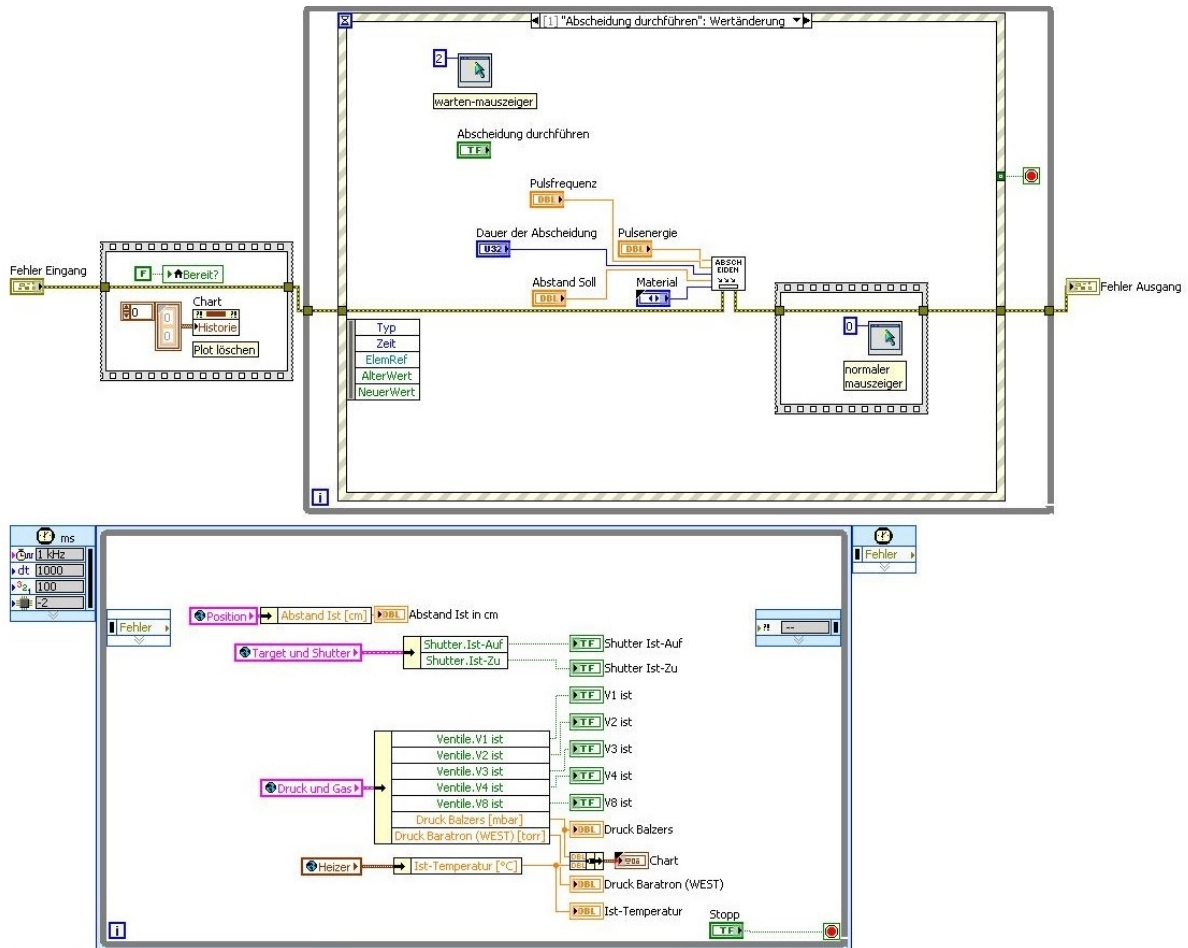 [1] "Abscheidung durchführen": Wertänderung
2
warten-mauszeiger
Abscheidung durchführen
TF
Pulsfrequenz
DBL
Dauer der Abscheidung
U32
Pulsenergie
DBL
ABSCH
EIDEN
Abstand Soll
DBL
Material
Fehler Eingang
F
Bereit?
0
0
0
Chart
Historie
Plot löschen
Typ
Zeit
ElemRef
AlterWert
NeuerWert
0
normaler
mauszeiger
Fehler Ausgang
i
ms
1 kHz
dt 1000
100
-2
Fehler
Fehler
?! --
Position
Abstand Ist [cm]
DBL
Abstand Ist in cm
Target und Shutter
Shutter.Ist-Auf
Shutter.Ist-Zu
TF Shutter Ist-Auf
TF Shutter Ist-Zu
Druck und Gas
Ventile.V1 ist
Ventile.V2 ist
Ventile.V3 ist
Ventile.V4 ist
Ventile.V8 ist
Druck Balzers [mbar]
Druck Baratron (WEST) [torr]
TF V1 ist
TF V2 ist
TF V3 ist
TF V4 ist
TF V8 ist
DBL Druck Balzers
DBL
DBL
Chart
Heizer
Ist-Temperatur [°C]
DBL Druck Baratron (WEST)
DBL Ist-Temperatur
Stopp
TF
i